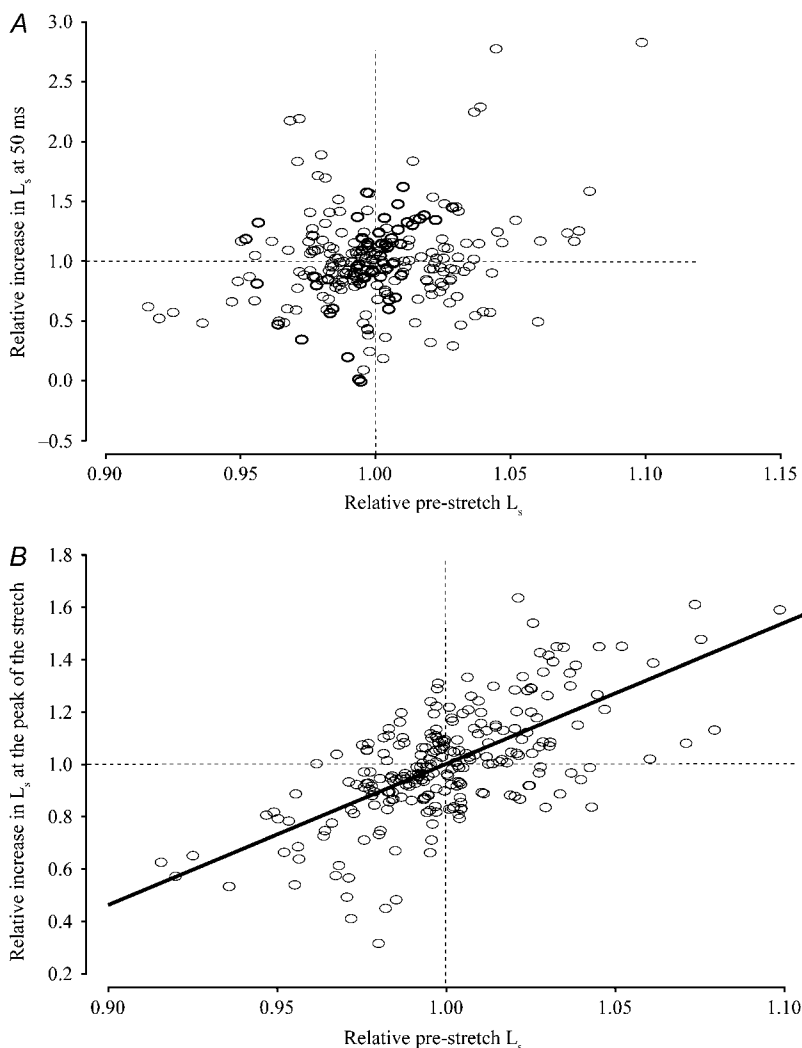 A
3.0
2.5
2.0
1.5
1.0
0.5
0.0
–0.5
Relative increase in Ls at 50 ms
0.90 0.95 1.00 1.05 1.10 1.15
Relative pre-stretch Ls
B
1.8
1.6
1.4
1.2
1.0
0.8
0.6
0.4
0.2
Relative increase in Ls at the peak of the stretch
0.90 0.95 1.00 1.05 1.10
Relative pre-stretch Ls